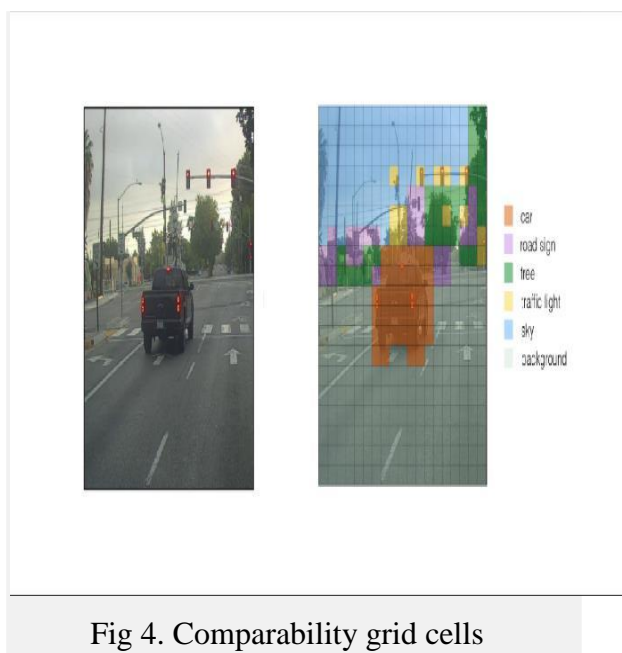 car
road sign
tree
traffic light
sky
background
Fig 4. Comparability grid cells